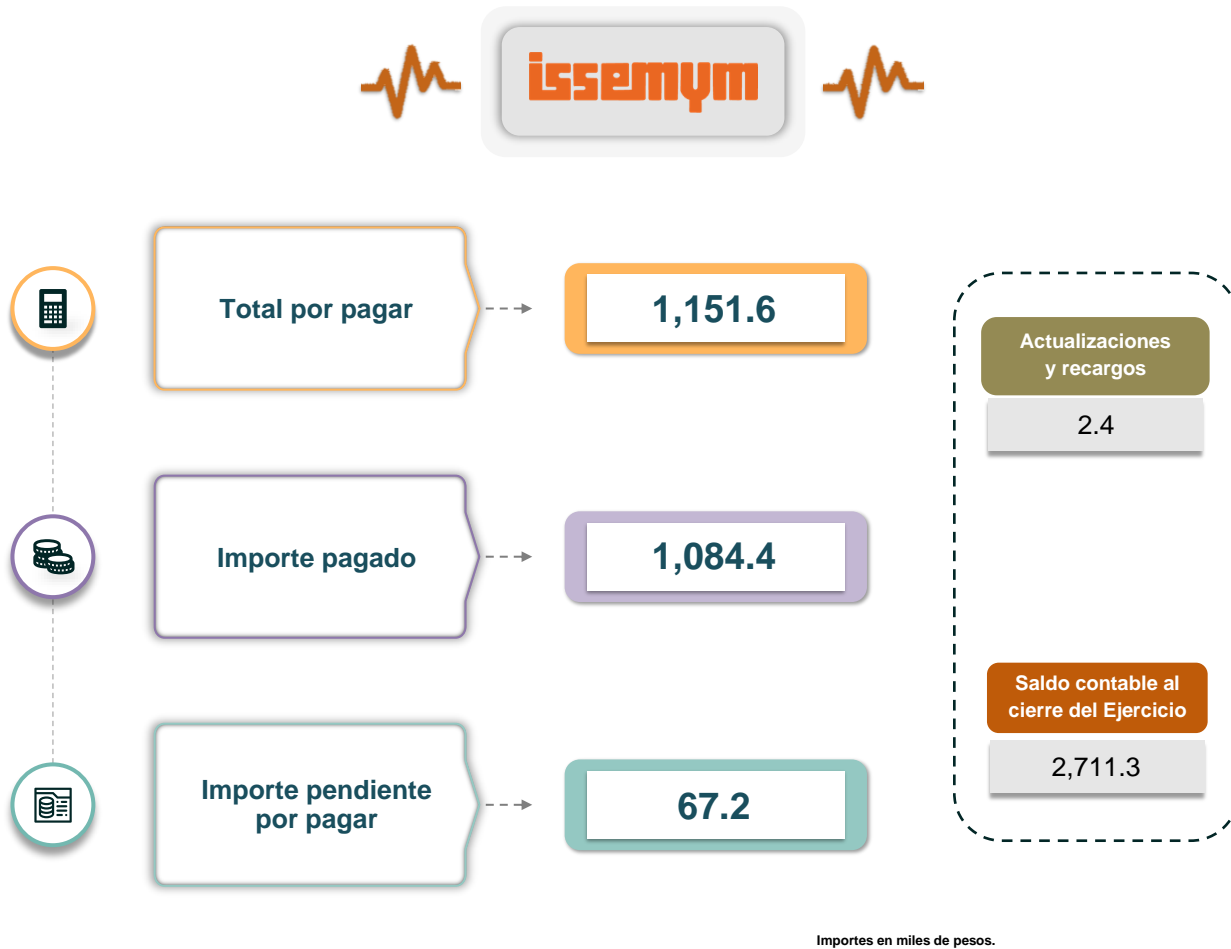 issemym
Total por pagar
1,151.6
Importe pagado
1,084.4
Importe pendiente
por pagar
67.2
Actualizaciones
y recargos
2.4
Saldo contable al
cierre del Ejercicio
2,711.3
Importes en miles de pesos.